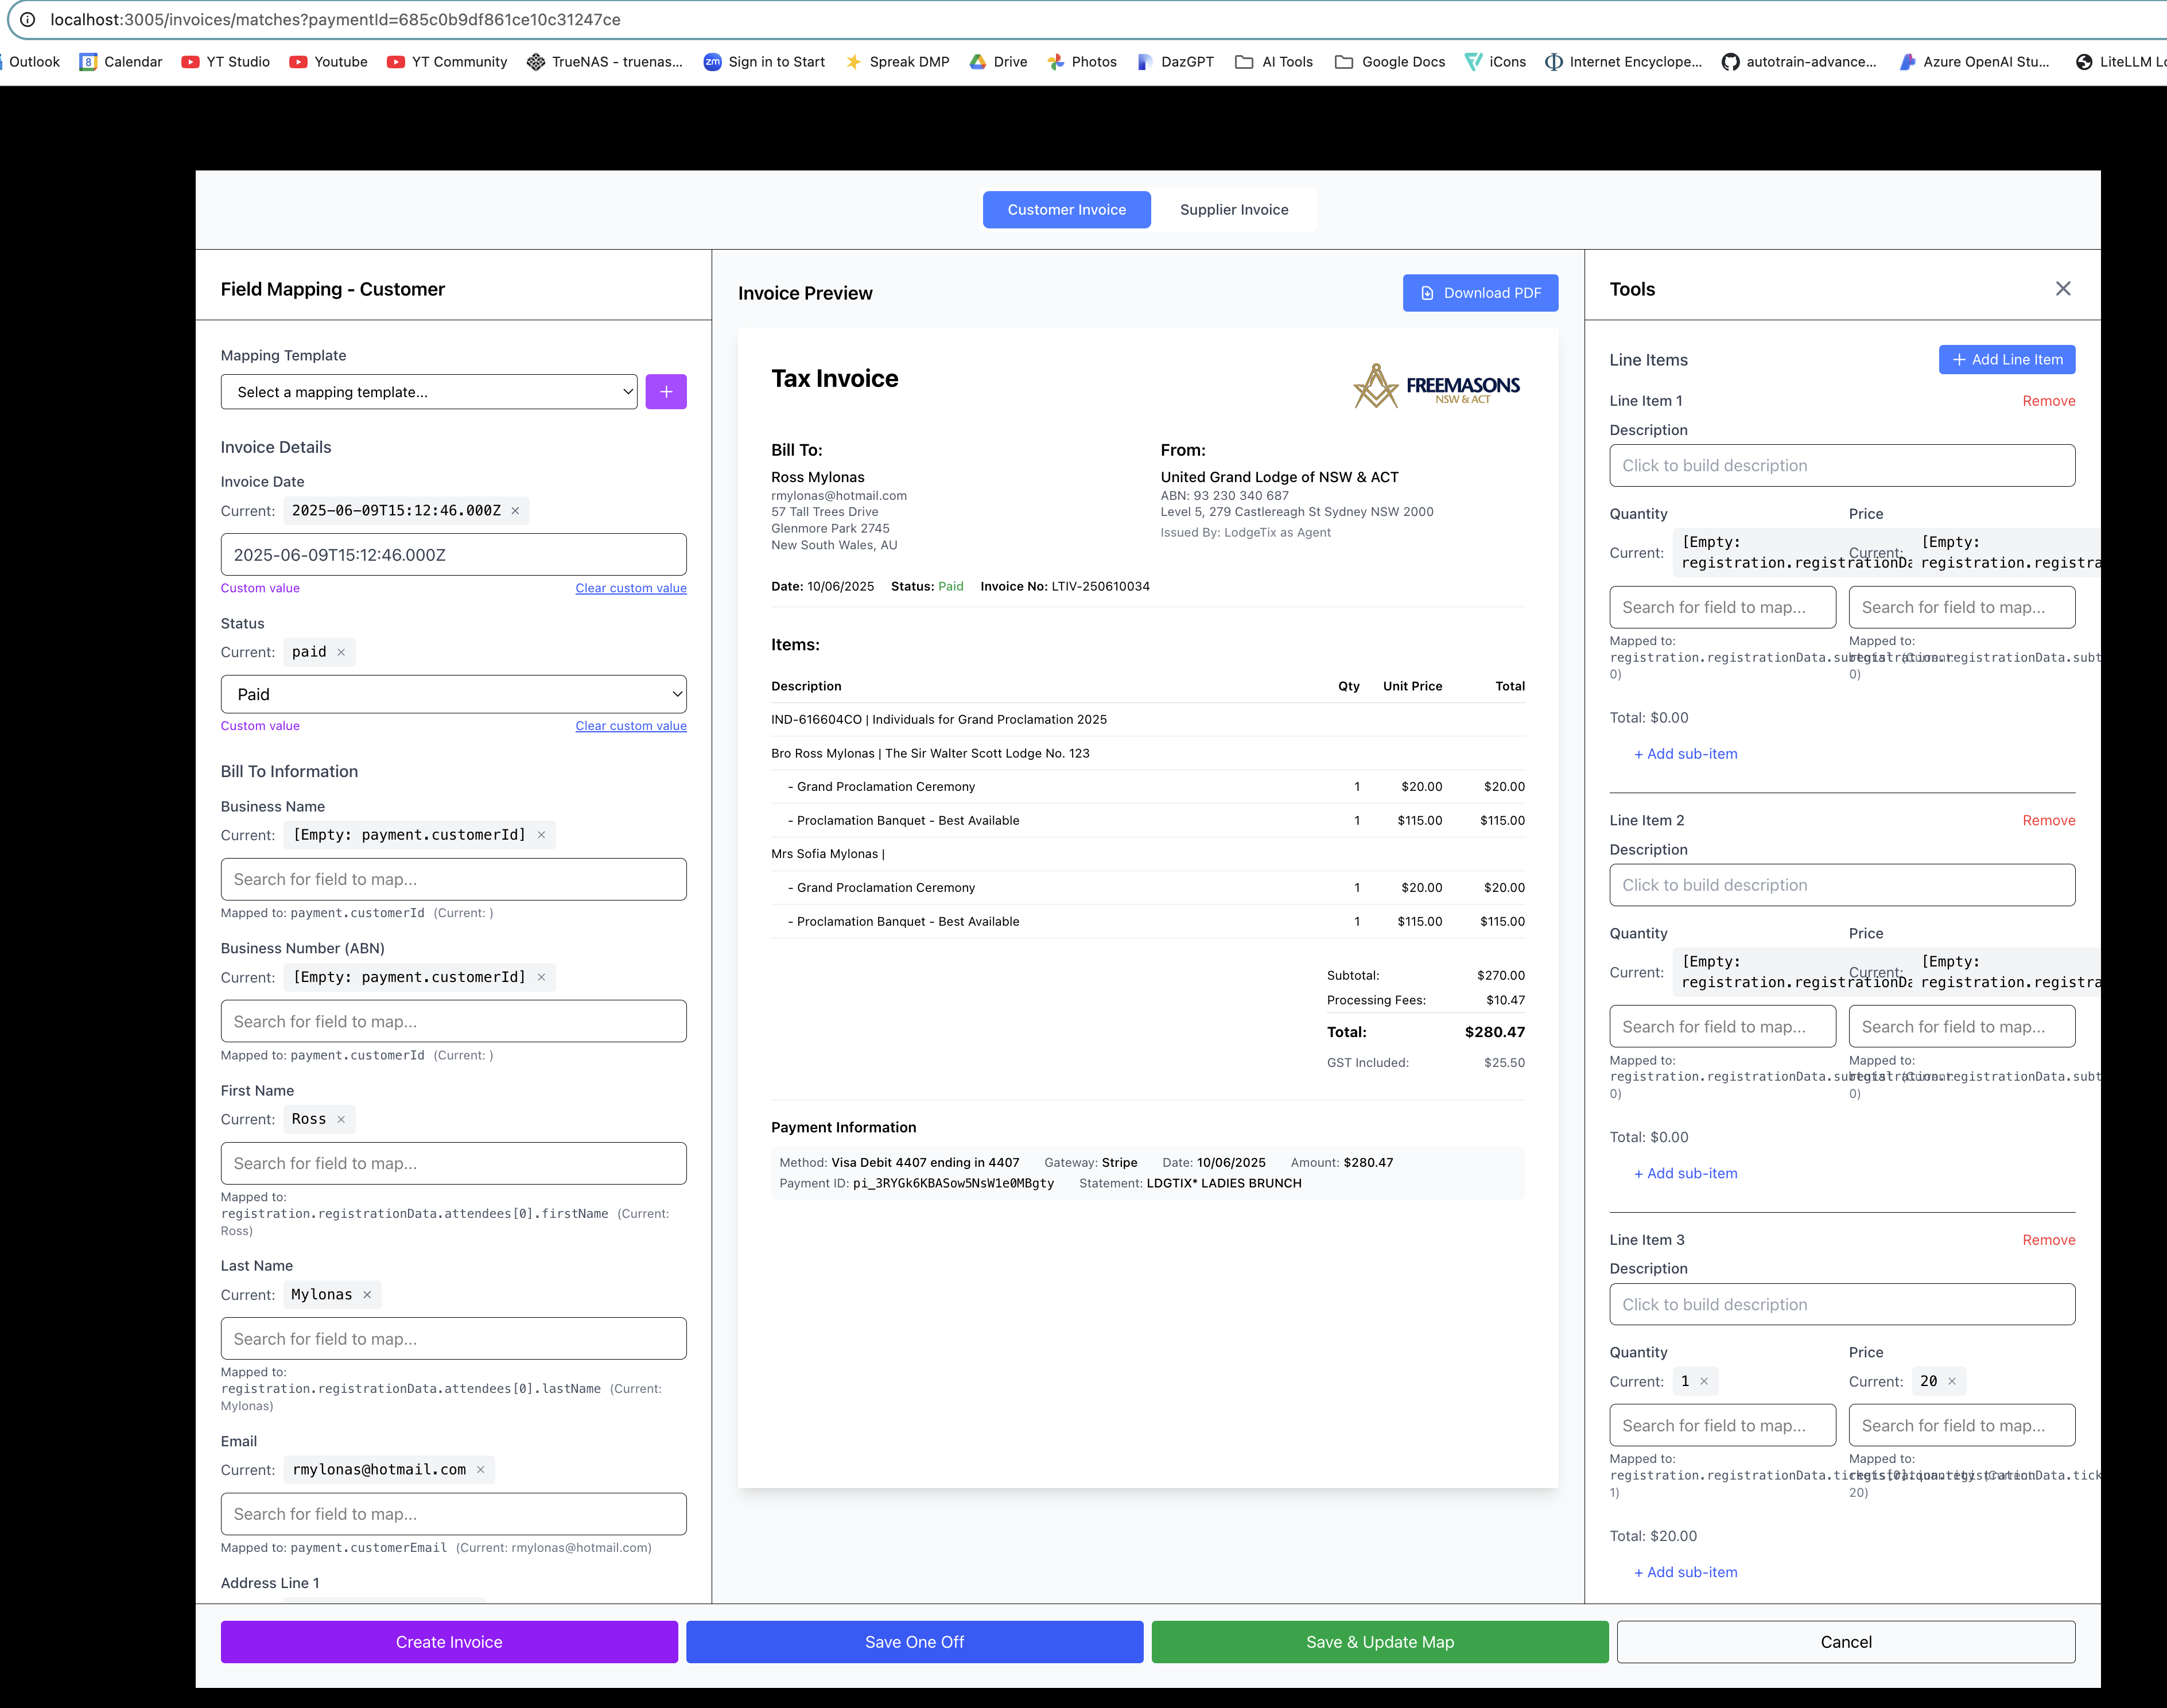 localhost:3005/invoices/matches?paymentId=685c0b9df861ce10c31247ce
Outlook Calendar YT Studio Youtube YT Community TrueNAS - truenas... Sign in to Start Spreak DMP Drive Photos DazGPT AI Tools Google Docs iCons Internet Encyclope... autotrain-advance... Azure OpenAI Stu... LiteLLM Lo
Customer Invoice Supplier Invoice
Field Mapping - Customer
Mapping Template
Select a mapping template...
+
Invoice Details
Invoice Date
Current: 2025-06-09T15:12:46.000Z ×
2025-06-09T15:12:46.000Z
Custom value Clear custom value
Status
Current: paid ×
Paid
Custom value Clear custom value
Bill To Information
Business Name
Current: [Empty: payment.customerId] ×
Search for field to map...
Mapped to: payment.customerId (Current: )
Business Number (ABN)
Current: [Empty: payment.customerId] ×
Search for field to map...
Mapped to: payment.customerId (Current: )
First Name
Current: Ross ×
Search for field to map...
Mapped to:
registration.registrationData.attendees[0].firstName (Current:
Ross)
Last Name
Current: Mylonas ×
Search for field to map...
Mapped to:
registration.registrationData.attendees[0].lastName (Current:
Mylonas)
Email
Current: rmylonas@hotmail.com ×
Search for field to map...
Mapped to: payment.customerEmail (Current: rmylonas@hotmail.com)
Address Line 1
Invoice Preview
Download PDF
Tax Invoice
FREEMASONS
NSW & ACT
Bill To:
Ross Mylonas
rmylonas@hotmail.com
57 Tall Trees Drive
Glenmore Park 2745
New South Wales, AU
From:
United Grand Lodge of NSW & ACT
ABN: 93 230 340 687
Level 5, 279 Castlereagh St Sydney NSW 2000
Issued By: LodgeTix as Agent
Date: 10/06/2025 Status: Paid Invoice No: LTIV-250610034
Items:
Description Qty Unit Price Total
IND-616604CO | Individuals for Grand Proclamation 2025
Bro Ross Mylonas | The Sir Walter Scott Lodge No. 123
- Grand Proclamation Ceremony 1 $20.00 $20.00
- Proclamation Banquet - Best Available 1 $115.00 $115.00
Mrs Sofia Mylonas |
- Grand Proclamation Ceremony 1 $20.00 $20.00
- Proclamation Banquet - Best Available 1 $115.00 $115.00
Subtotal: $270.00
Processing Fees: $10.47
Total: $280.47
GST Included: $25.50
Payment Information
Method: Visa Debit 4407 ending in 4407 Gateway: Stripe Date: 10/06/2025 Amount: $280.47
Payment ID: pi_3RYGk6KBASow5NsW1e0MBgty Statement: LDGTIX* LADIES BRUNCH
Tools
Line Items + Add Line Item
Line Item 1 Remove
Description
Click to build description
Quantity Price
Current: [Empty: Current: [Empty:
registration.registrationDa registration.registra
Search for field to map... Search for field to map...
Mapped to: Mapped to:
registration.registrationData.su
0) 0)
Total: $0.00
+ Add sub-item
Line Item 2 Remove
Description
Click to build description
Quantity Price
Current: [Empty: Current: [Empty:
registration.registrationDa registration.registra
Search for field to map... Search for field to map...
Mapped to: Mapped to:
registration.registrationData.su
0) 0)
Total: $0.00
+ Add sub-item
Line Item 3 Remove
Description
Click to build description
Quantity Price
Current: 1 × Current: 20 ×
Search for field to map... Search for field to map...
Mapped to: Mapped to:
registration.registrationData.ti
1) 20)
Total: $20.00
+ Add sub-item
Create Invoice Save One Off Save & Update Map Cancel